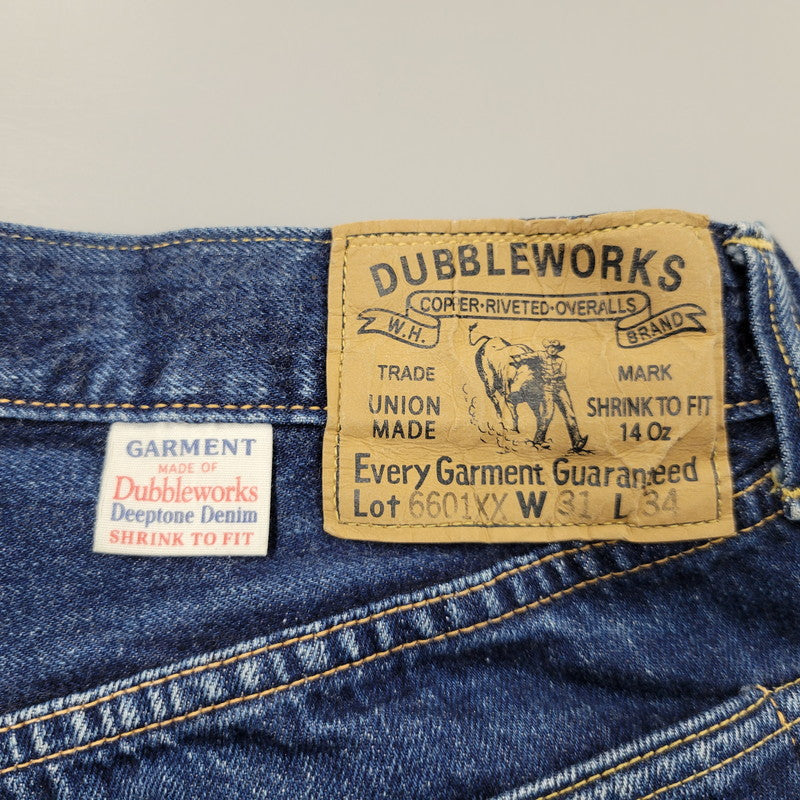 DUBBLEWORKS
COPPER·RIVETED·OVERALLS
W.H. BRAND
TRADE MARK
UNION MADE
SHRINK TO FIT
14 Oz
Every Garment Guaranteed
Lot 6601XX W 31 L 34
GARMENT
MADE OF
Dubbleworks
Deeptone Denim
SHRINK TO FIT